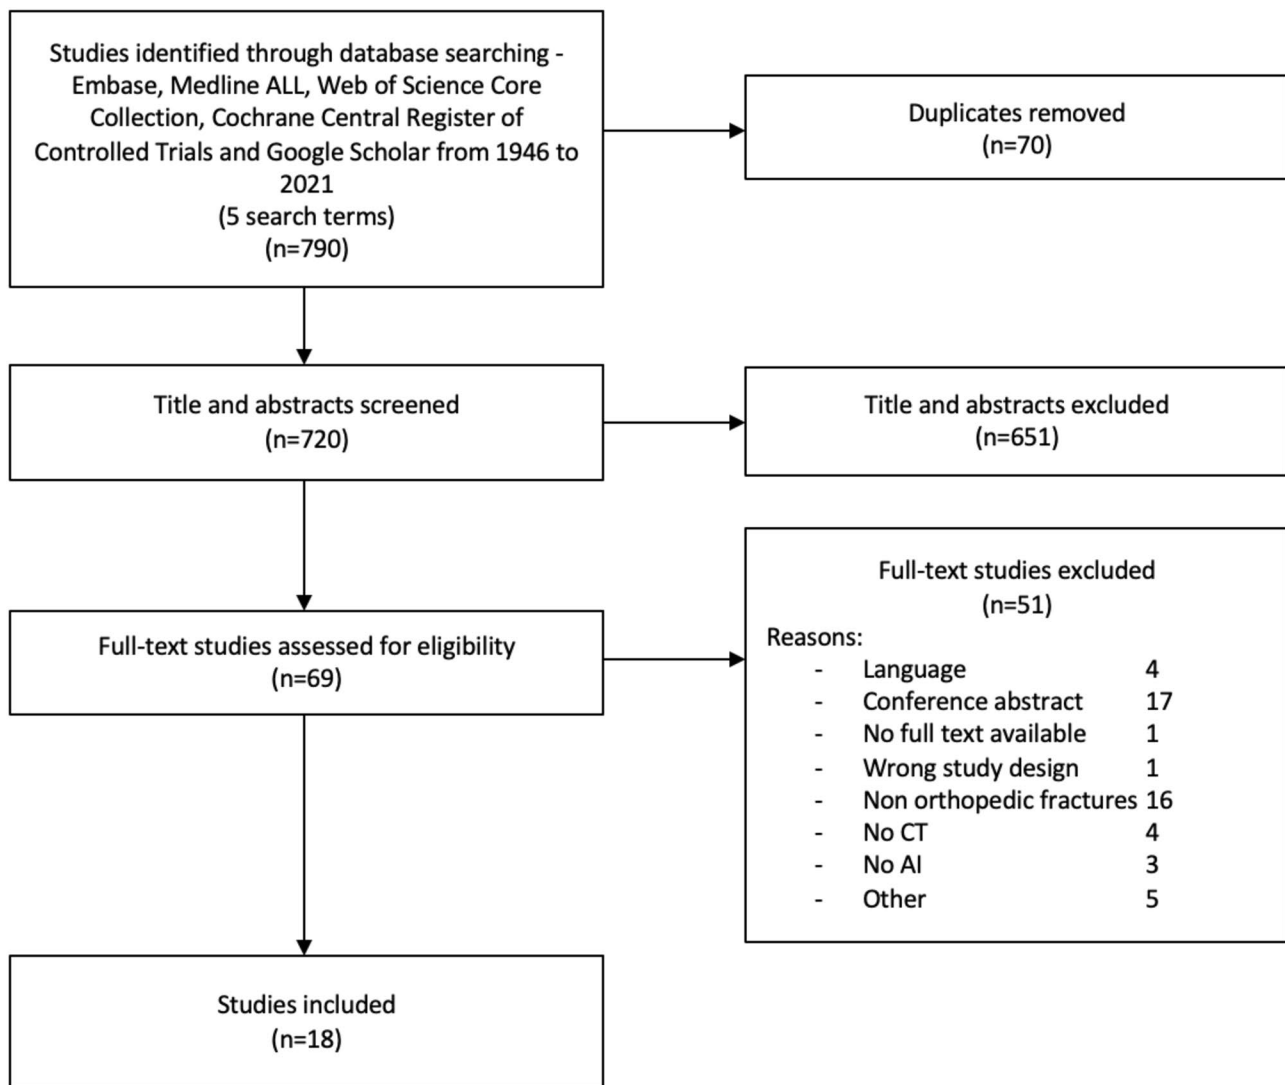 Studies identified through database searching -
Embase, Medline ALL, Web of Science Core
Collection, Cochrane Central Register of
Controlled Trials and Google Scholar from 1946 to
2021
(5 search terms)
(n=790)
Duplicates removed
(n=70)
Title and abstracts screened
(n=720)
Title and abstracts excluded
(n=651)
Full-text studies assessed for eligibility
(n=69)
Full-text studies excluded
(n=51)
Reasons:
- Language 4
- Conference abstract 17
- No full text available 1
- Wrong study design 1
- Non orthopedic fractures 16
- No CT 4
- No AI 3
- Other 5
Studies included
(n=18)